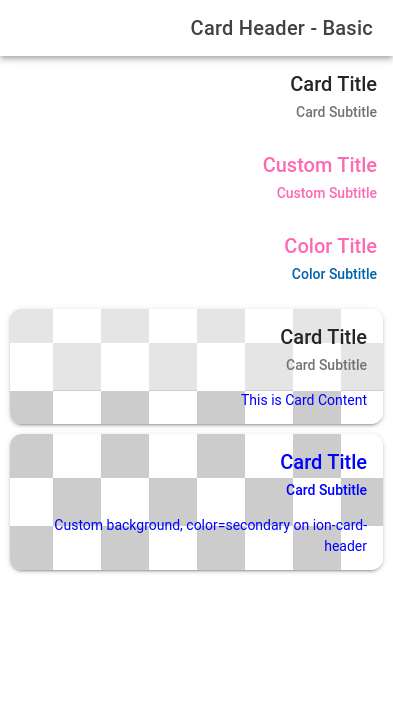 Card Header - Basic
Card Title
Card Subtitle
Custom Title
Custom Subtitle
Color Title
Color Subtitle
Card Title
Card Subtitle
This is Card Content
Card Title
Card Subtitle
Custom background, color=secondary on ion-card-
header